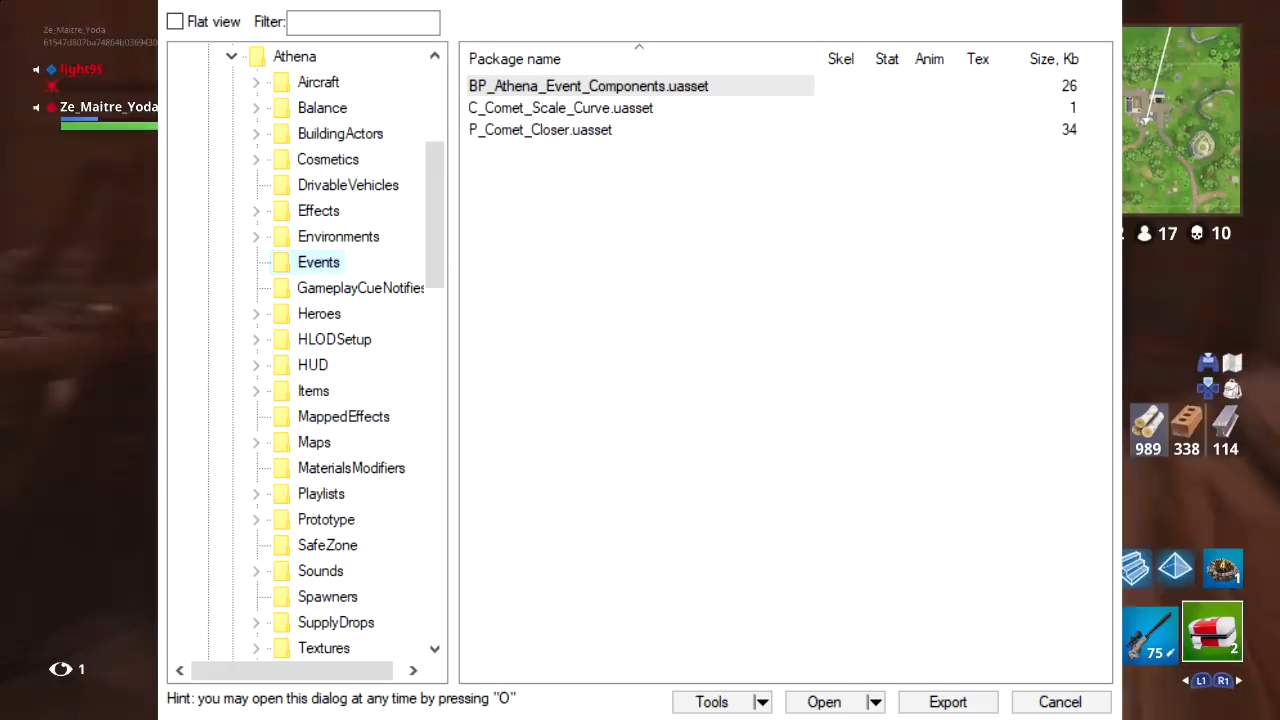 Flat view Filter:
Ze_Maitre_Yoda
light95
Ze_Maitre_Yoda
Athena
Aircraft
Balance
BuildingActors
Cosmetics
DrivableVehicles
Effects
Environments
Events
GameplayCueNotifies
Heroes
HLODSetup
HUD
Items
MappedEffects
Maps
MaterialsModifiers
Playlists
Prototype
SafeZone
Sounds
Spawners
SupplyDrops
Textures
Package name Skel Stat Anim Tex Size, Kb
BP_Athena_Event_Components.uasset 26
C_Comet_Scale_Curve.uasset 1
P_Comet_Closer.uasset 34
17 10
989 338 114
1
75 2
L1 R1
1
Hint: you may open this dialog at any time by pressing "O"
Tools Open Export Cancel